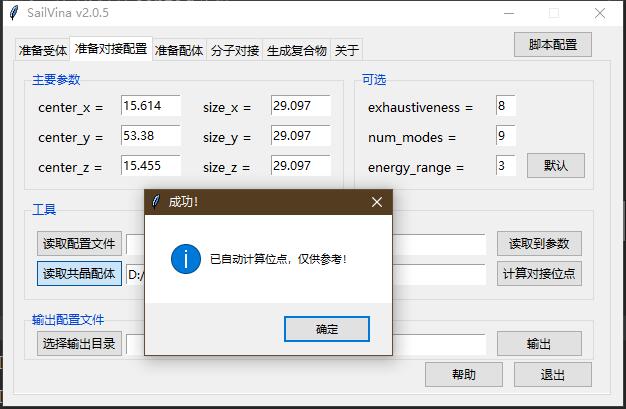 SailVina v2.0.5
准备受体 准备对接配置 准备配体 分子对接 生成复合物 关于
脚本配置
主要参数
center_x = 15.614 size_x = 29.097
center_y = 53.38 size_y = 29.097
center_z = 15.455 size_z = 29.097
可选
exhaustiveness = 8
num_modes = 9
energy_range = 3 默认
工具
读取配置文件 读取到参数
读取共晶配体 D:/ 计算对接位点
成功!
已自动计算位点，仅供参考!
确定
输出配置文件
选择输出目录 输出
帮助 退出